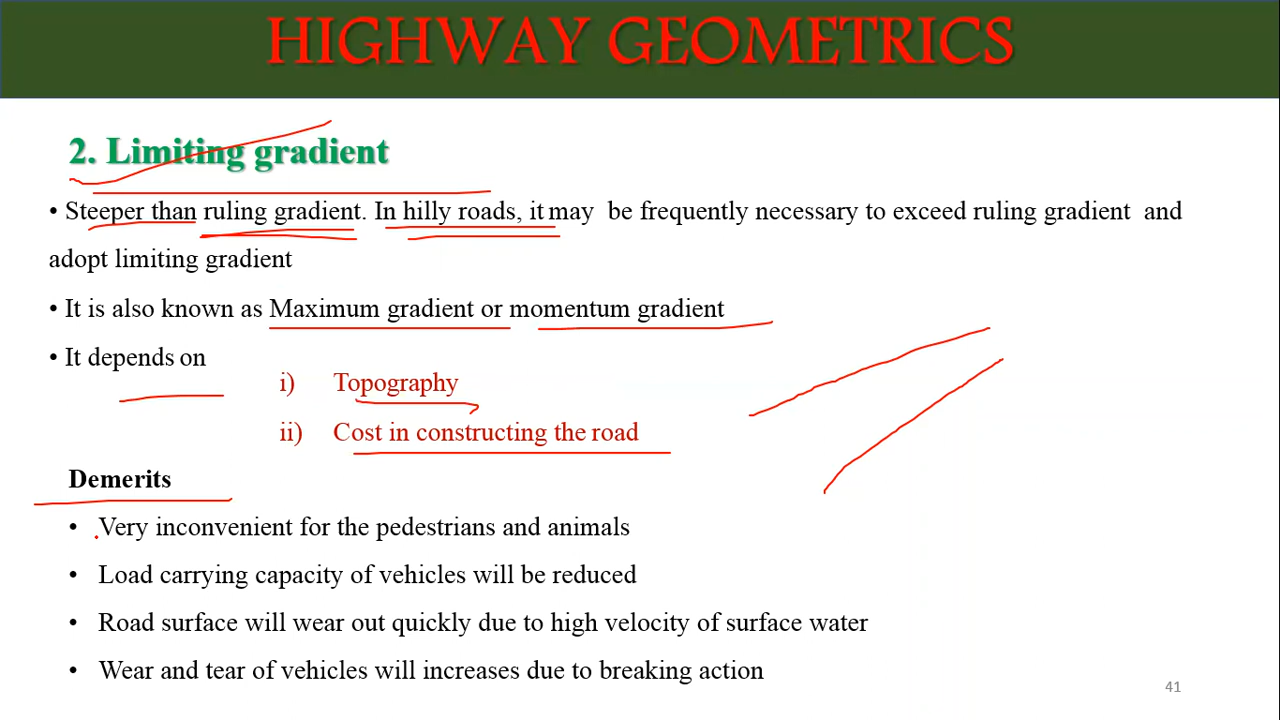 HIGHWAY GEOMETRICS
2. Limiting gradient
• Steeper than ruling gradient. In hilly roads, it may be frequently necessary to exceed ruling gradient and
adopt limiting gradient
• It is also known as Maximum gradient or momentum gradient
• It depends on
i) Topography
ii) Cost in constructing the road
Demerits
• Very inconvenient for the pedestrians and animals
• Load carrying capacity of vehicles will be reduced
• Road surface will wear out quickly due to high velocity of surface water
• Wear and tear of vehicles will increases due to breaking action
41